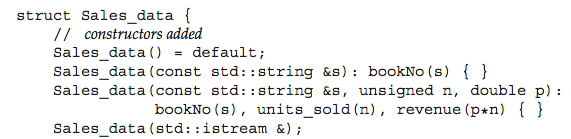 struct Sales_data {
// constructors added
Sales_data() = default;
Sales_data(const std::string &s): bookNo(s) { }
Sales_data(const std::string &s, unsigned n, double p):
bookNo(s), units_sold(n), revenue(p*n) { }
Sales_data(std::istream &);